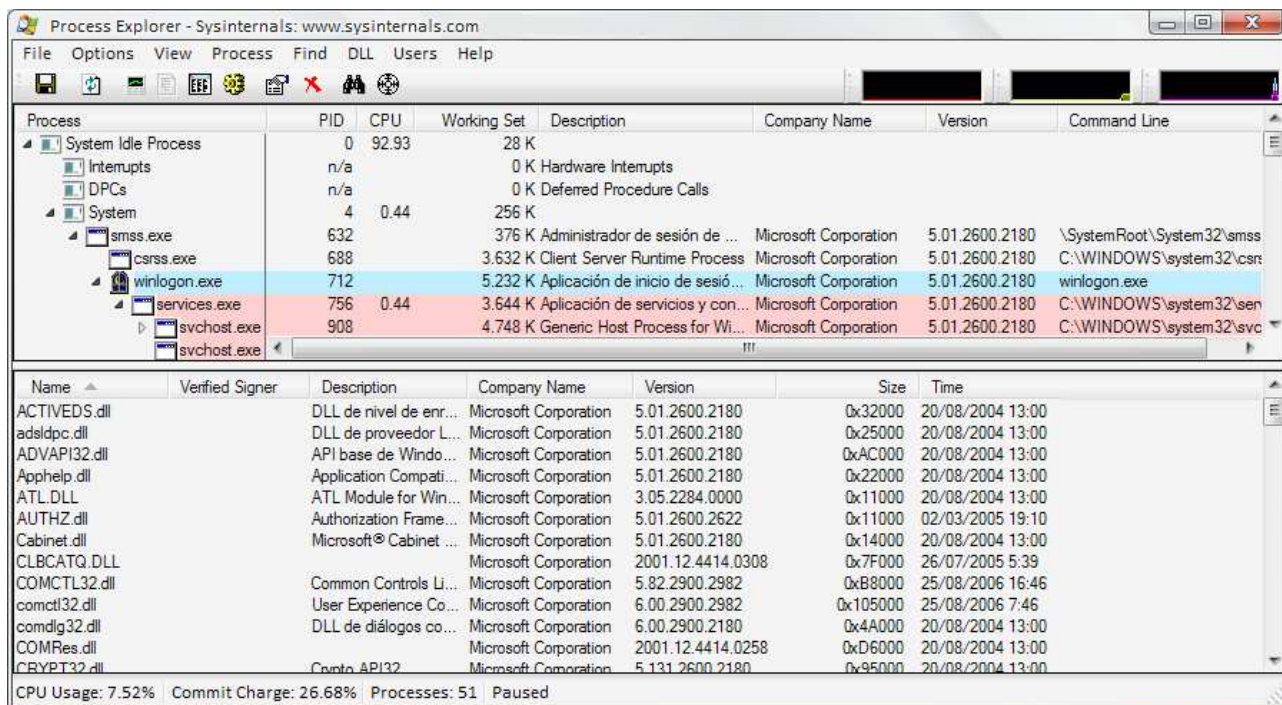 Process Explorer - Sysinternals: www.sysinternals.com
File Options View Process Find DLL Users Help
Process PID CPU Working Set Description Company Name Version Command Line
System Idle Process 0 92.93 28 K
Interrupts n/a 0 K Hardware Interrupts
DPCs n/a 0 K Deferred Procedure Calls
System 4 0.44 256 K
smss.exe 632 376 K Administrador de sesión de ... Microsoft Corporation 5.01.2600.2180 \SystemRoot\System32\smss
csrss.exe 688 3.632 K Client Server Runtime Process Microsoft Corporation 5.01.2600.2180 C:\WINDOWS\system32\csrs
winlogon.exe 712 5.232 K Aplicación de inicio de sesió... Microsoft Corporation 5.01.2600.2180 winlogon.exe
services.exe 756 0.44 3.644 K Aplicación de servicios y con... Microsoft Corporation 5.01.2600.2180 C:\WINDOWS\system32\serv
svchost.exe 908 4.748 K Generic Host Process for Wi... Microsoft Corporation 5.01.2600.2180 C:\WINDOWS\system32\svc
svchost.exe
Name Verified Signer Description Company Name Version Size Time
ACTIVEDS.dll DLL de nivel de enr... Microsoft Corporation 5.01.2600.2180 0x32000 20/08/2004 13:00
adsldpc.dll DLL de proveedor L... Microsoft Corporation 5.01.2600.2180 0x25000 20/08/2004 13:00
ADVAPI32.dll API base de Windo... Microsoft Corporation 5.01.2600.2180 0xAC000 20/08/2004 13:00
Apphelp.dll Application Compati... Microsoft Corporation 5.01.2600.2180 0x22000 20/08/2004 13:00
ATL.DLL ATL Module for Win... Microsoft Corporation 3.05.2284.0000 0x11000 20/08/2004 13:00
AUTHZ.dll Authorization Frame... Microsoft Corporation 5.01.2600.2622 0x11000 02/03/2005 19:10
Cabinet.dll Microsoft® Cabinet ... Microsoft Corporation 5.01.2600.2180 0x14000 20/08/2004 13:00
CLBCATQ.DLL Microsoft Corporation 2001.12.4414.0308 0x7F000 26/07/2005 5:39
COMCTL32.dll Common Controls Li... Microsoft Corporation 5.82.2900.2982 0xB8000 25/08/2006 16:46
comctl32.dll User Experience Co... Microsoft Corporation 6.00.2900.2982 0x105000 25/08/2006 7:46
comdlg32.dll DLL de diálogos co... Microsoft Corporation 6.00.2900.2180 0x4A000 20/08/2004 13:00
COMRes.dll Microsoft Corporation 2001.12.4414.0258 0xD6000 20/08/2004 13:00
CRYPT32.dll Crypto API32 Microsoft Corporation 5.131.2600.2180 0x95000 20/08/2004 13:00
CPU Usage: 7.52% Commit Charge: 26.68% Processes: 51 Paused